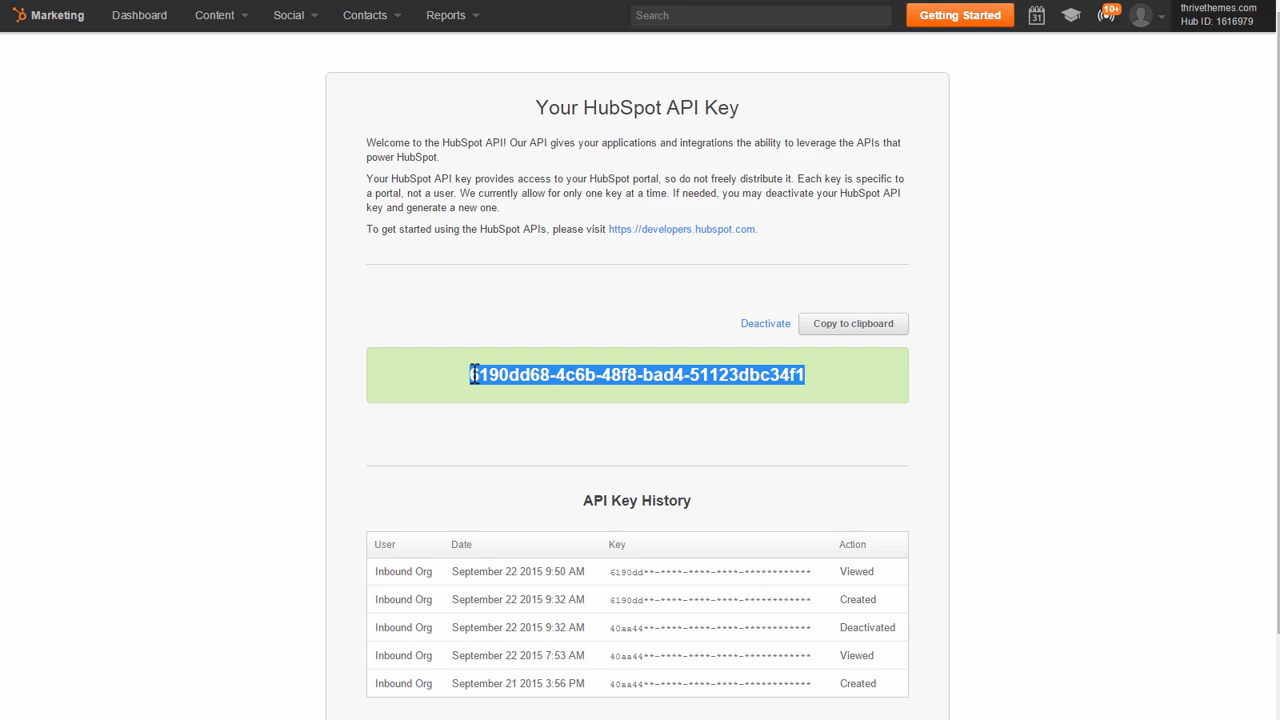 Marketing Dashboard Content Social Contacts Reports Search Getting Started 31 10+ thrivethemes.com
Hub ID: 1616979
Your HubSpot API Key
Welcome to the HubSpot API! Our API gives your applications and integrations the ability to leverage the APIs that
power HubSpot.
Your HubSpot API key provides access to your HubSpot portal, so do not freely distribute it. Each key is specific to
a portal, not a user. We currently allow for only one key at a time. If needed, you may deactivate your HubSpot API
key and generate a new one.
To get started using the HubSpot APIs, please visit https://developers.hubspot.com.
Deactivate Copy to clipboard
6190dd68-4c6b-48f8-bad4-51123dbc34f1
API Key History
User Date Key Action
Inbound Org September 22 2015 9:50 AM 6190dd**-****-****-****-************ Viewed
Inbound Org September 22 2015 9:32 AM 6190dd**-****-****-****-************ Created
Inbound Org September 22 2015 9:32 AM 40aa44**-****-****-****-************ Deactivated
Inbound Org September 22 2015 7:53 AM 40aa44**-****-****-****-************ Viewed
Inbound Org September 21 2015 3:56 PM 40aa44**-****-****-****-************ Created